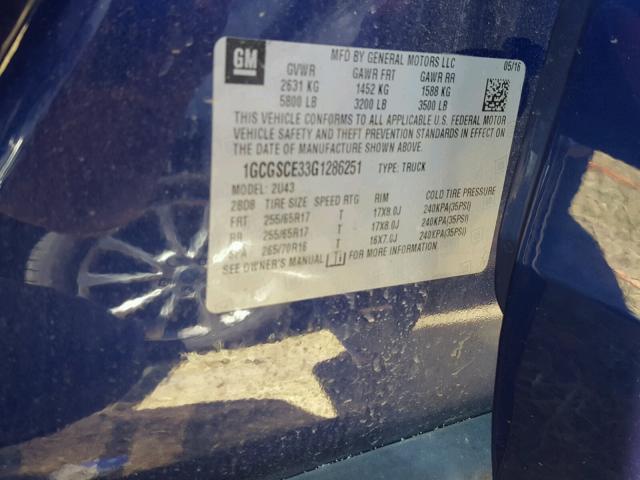 GM
MFD BY GENERAL MOTORS LLC
05/16
GVWR GAWR FRT GAWR RR
2631 KG 1452 KG 1588 KG
5800 LB 3200 LB 3500 LB
THIS VEHICLE CONFORMS TO ALL APPLICABLE U.S. FEDERAL MOTOR
VEHICLE SAFETY AND THEFT PREVENTION STANDARDS IN EFFECT ON
THE DATE OF MANUFACTURE SHOWN ABOVE.
1GCGSCE33G1286251 TYPE: TRUCK
MODEL: 2U43
2BD8 TIRE SIZE SPEED RTG RIM COLD TIRE PRESSURE
FRT 255/65R17 T 17X8.0J 240KPA(35PSI)
RR 255/65R17 T 17X8.0J 240KPA(35PSI)
SPA 265/70R16 T 16X7.0J 240KPA(35PSI)
SEE OWNER'S MANUAL FOR MORE INFORMATION.